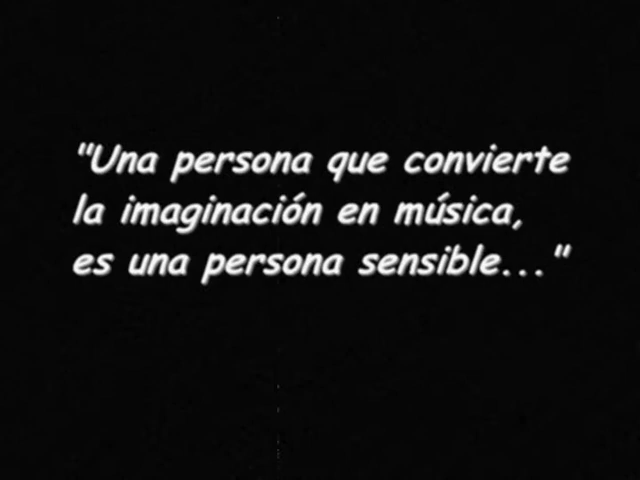 "Una persona que convierte
la imaginación en música,
es una persona sensible..."